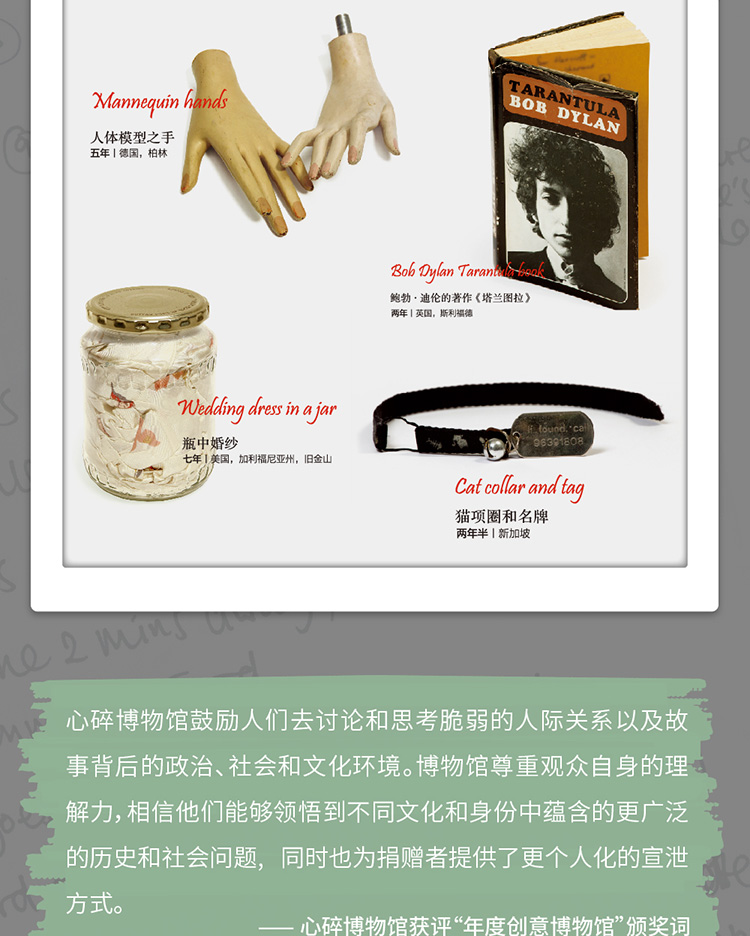 Mannequin hands
人体模型之手
五年丨德国，柏林
TARANTULA
BOB DYLAN
Bob Dylan Tarantula book
鲍勃·迪伦的著作《塔兰图拉》
两年丨英国，斯利福德
Wedding dress in a jar
瓶中婚纱
七年丨美国，加利福尼亚州，旧金山
96391808
Cat collar and tag
猫项圈和名牌
两年半丨新加坡
心碎博物馆鼓励人们去讨论和思考脆弱的人际关系以及故
事背后的政治、社会和文化环境。博物馆尊重观众自身的理
解力，相信他们能够领悟到不同文化和身份中蕴含的更广泛
的历史和社会问题，同时也为捐赠者提供了更个人化的宣泄
方式。
—— 心碎博物馆获评“年度创意博物馆”颁奖词